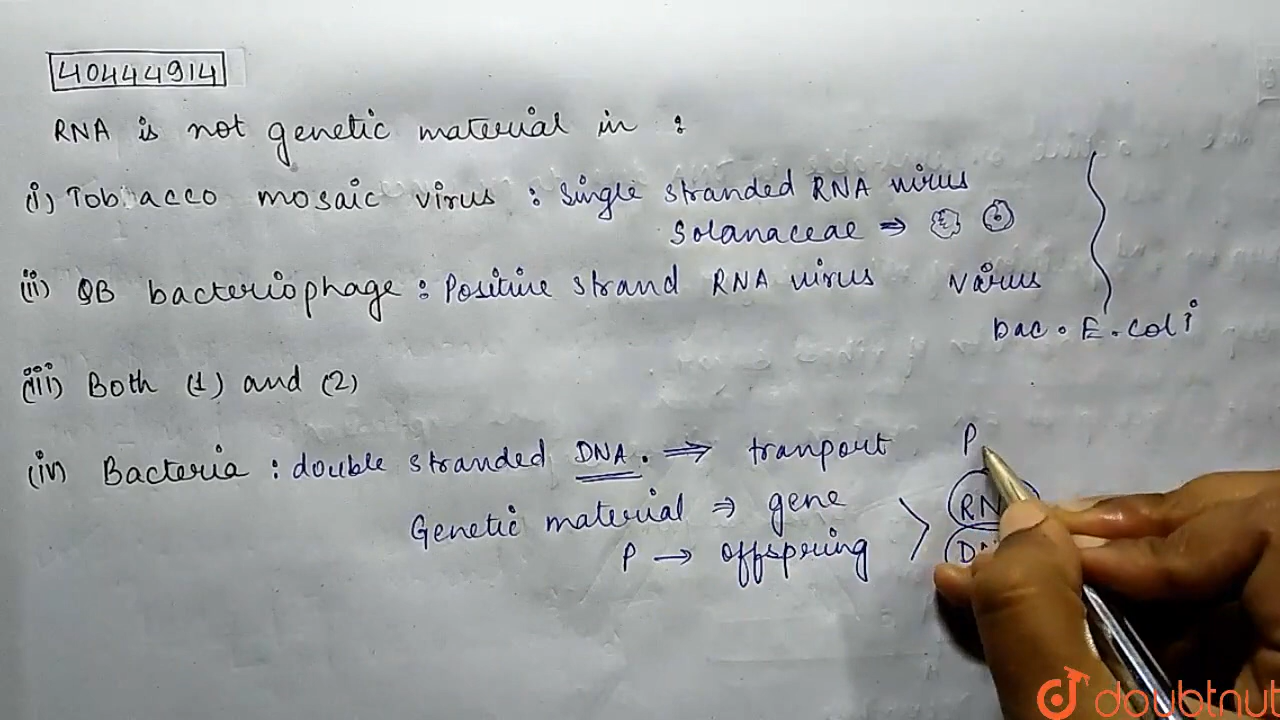 40444914
RNA is not genetic material in :
(i) Tobacco mosaic virus : Single stranded RNA virus
Solanaceae ⇒
(ii) QB bacteriophage : Positive strand RNA virus
Virus
bac. E.coli
(iii) Both (1) and (2)
(iv) Bacteria : double stranded DNA. ⇒ tranport P
Genetic material ⇒ gene RN
P → offspring
doubtnut